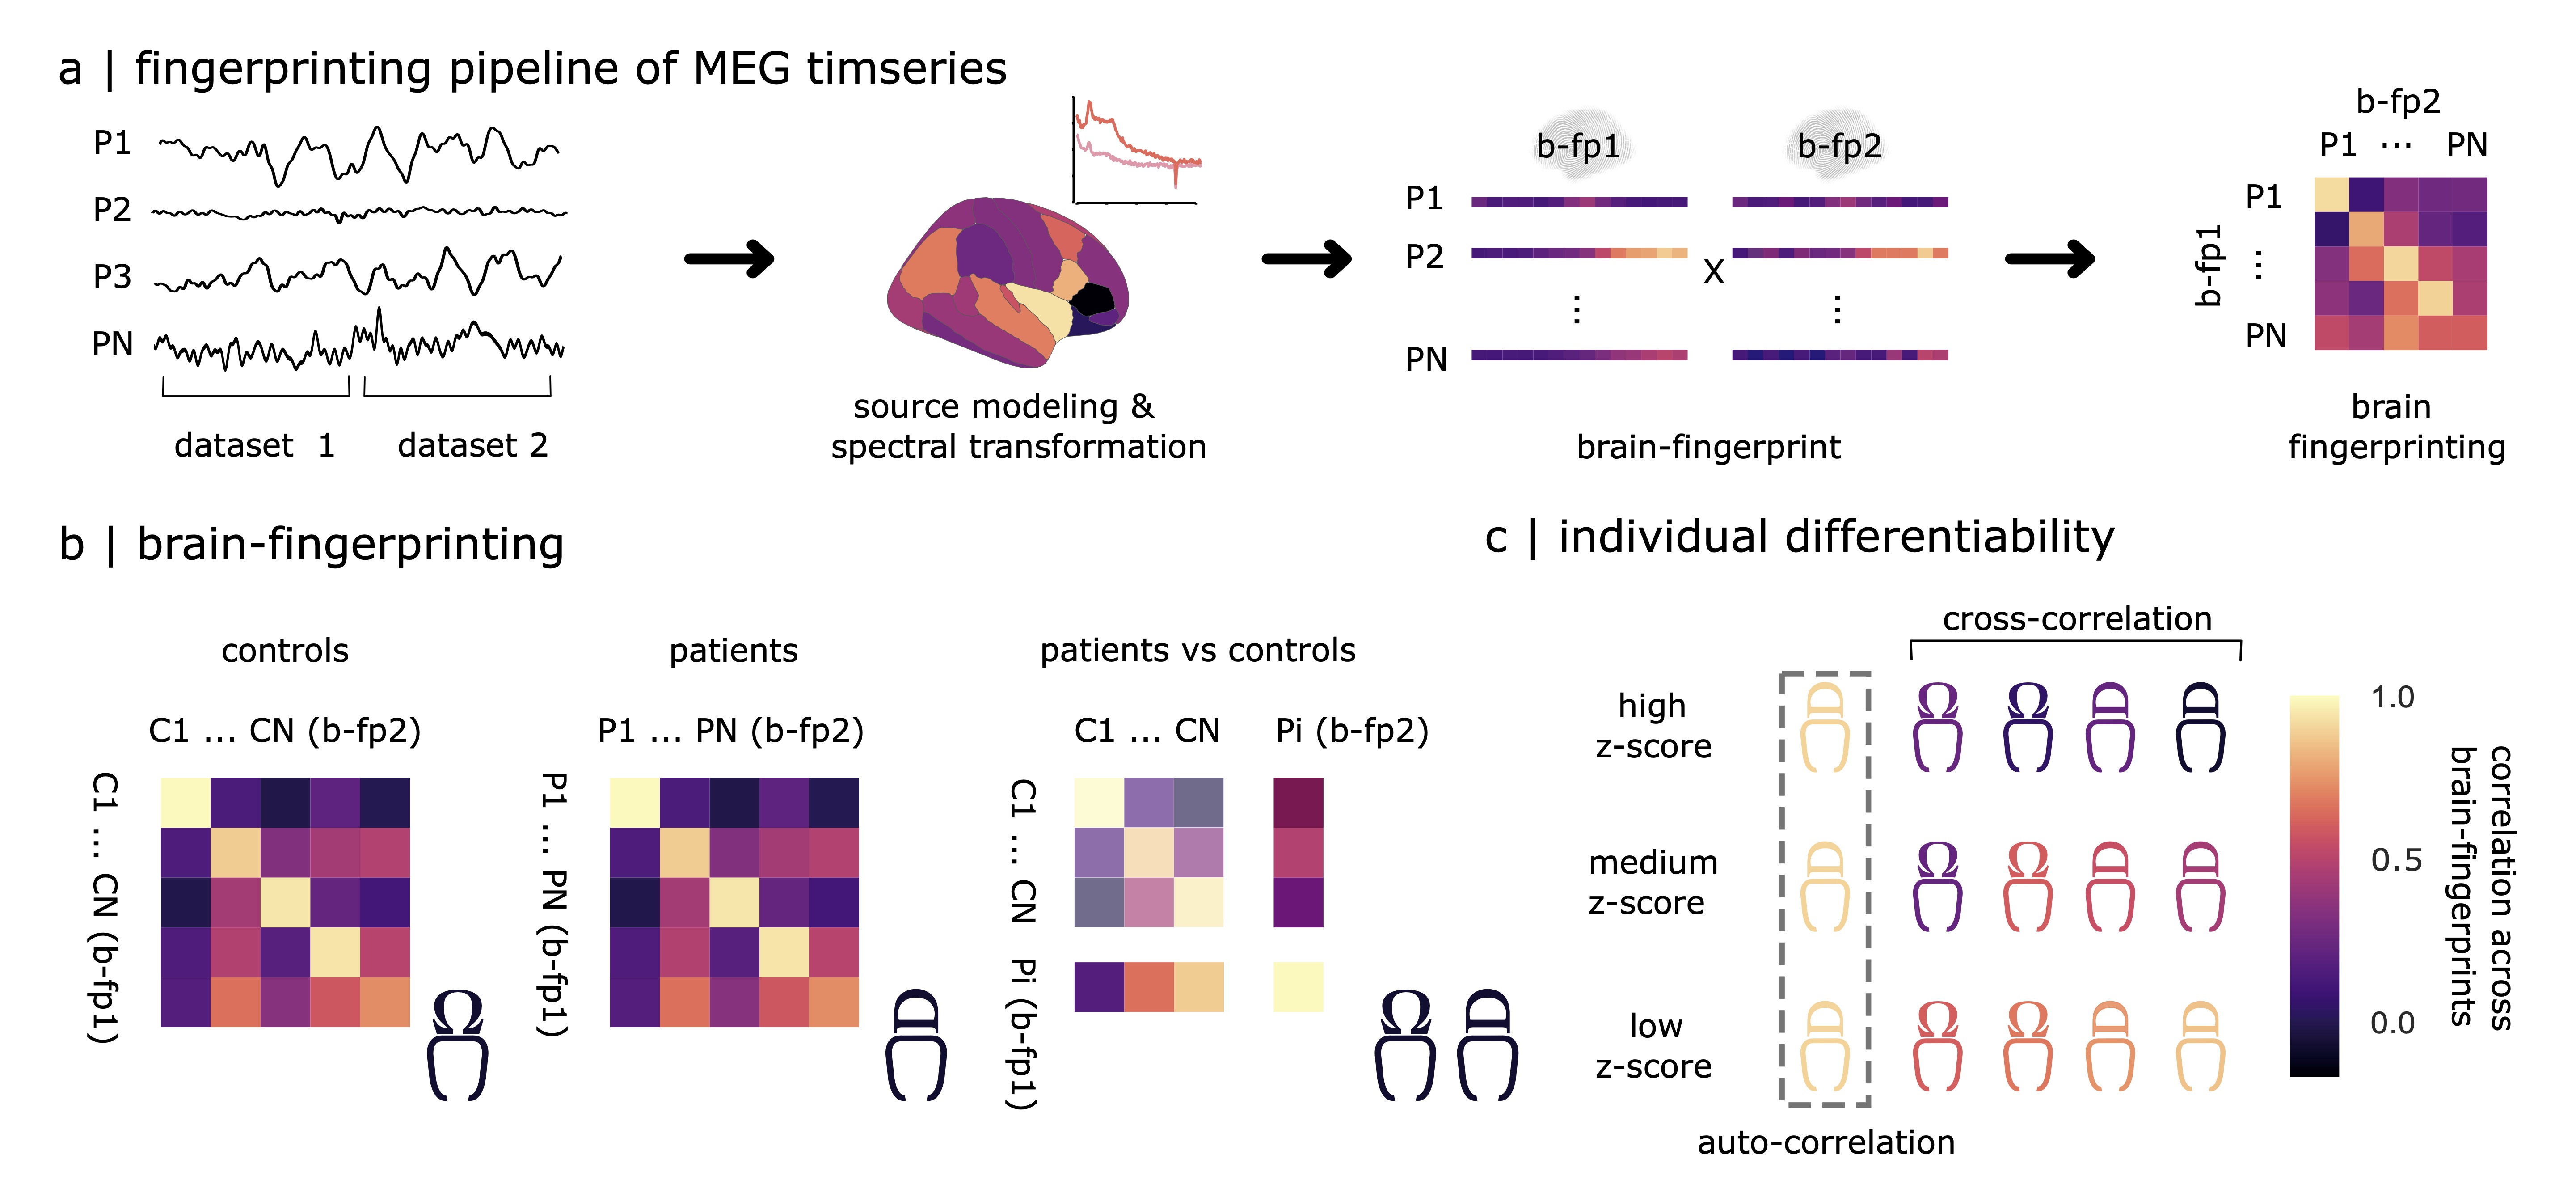 a | fingerprinting pipeline of MEG timseries
P1
P2
P3
PN
dataset 1
dataset 2
source modeling &
spectral transformation
b-fp1
b-fp2
P1
P2
X
⋮
⋮
PN
brain-fingerprint
b-fp2
P1 ... PN
b-fp1
P1
⋮
PN
brain
fingerprinting
b | brain-fingerprinting
controls
C1 ... CN (b-fp2)
C1 ... CN (b-fp1)
patients
P1 ... PN (b-fp2)
P1 ... PN (b-fp1)
patients vs controls
C1 ... CN
Pi (b-fp2)
C1 ... CN
Pi (b-fp1)
c | individual differentiability
cross-correlation
high
z-score
medium
z-score
low
z-score
auto-correlation
1.0
0.5
0.0
correlation across
brain-fingerprints